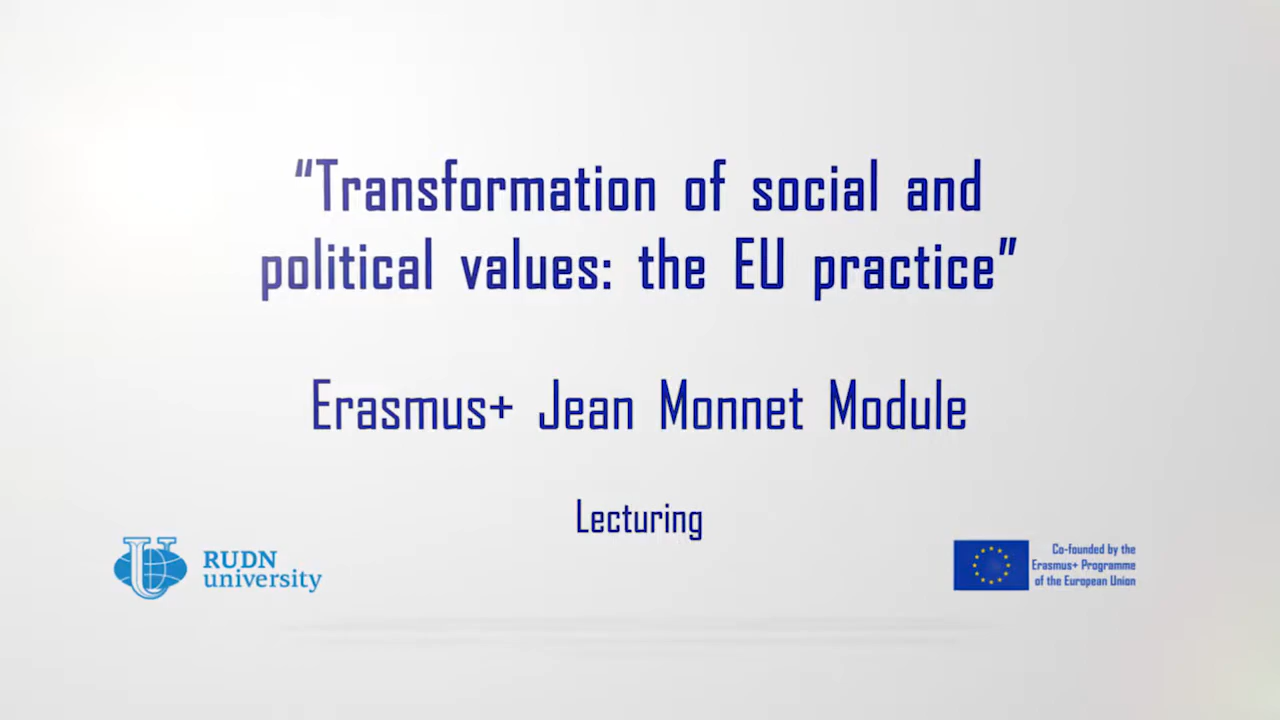 “Transformation of social and
political values: the EU practice”
Erasmus+ Jean Monnet Module
Lecturing
RUDN
university
Co-founded by the
Erasmus+ Programme
of the European Union